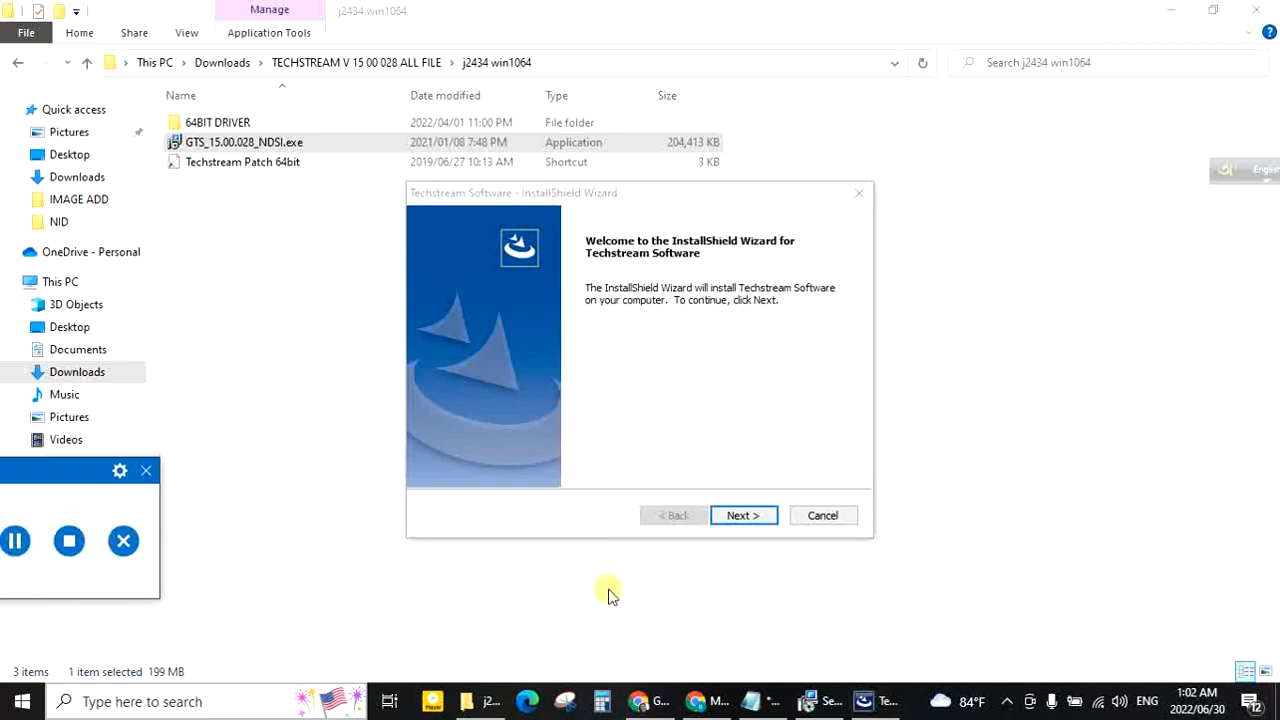 Manage
j2434 win1064
File
Home
Share
View
Application Tools
This PC
Downloads
TECHSTREAM V 15 00 028 ALL FILE
j2434 win1064
Search j2434 win1064
Name
Date modified
Type
Size
Quick access
Pictures
Desktop
Downloads
IMAGE ADD
NID
OneDrive - Personal
This PC
3D Objects
Desktop
Documents
Downloads
Music
Pictures
Videos
64BIT DRIVER
2022/04/01 11:00 PM
File folder
GTS_15.00.028_NDSI.exe
2021/01/08 7:48 PM
Application
204,413 KB
Techstream Patch 64bit
2019/06/27 10:13 AM
Shortcut
3 KB
Englis
Techstream Software - InstallShield Wizard
Welcome to the InstallShield Wizard for
Techstream Software
The InstallShield Wizard will install Techstream Software
on your computer. To continue, click Next.
< Back
Next >
Cancel
3 items
1 item selected 199 MB
Type here to search
Player
j2...
G...
M...
*...
Se...
Te...
84°F
ENG
1:02 AM
2022/06/30
12